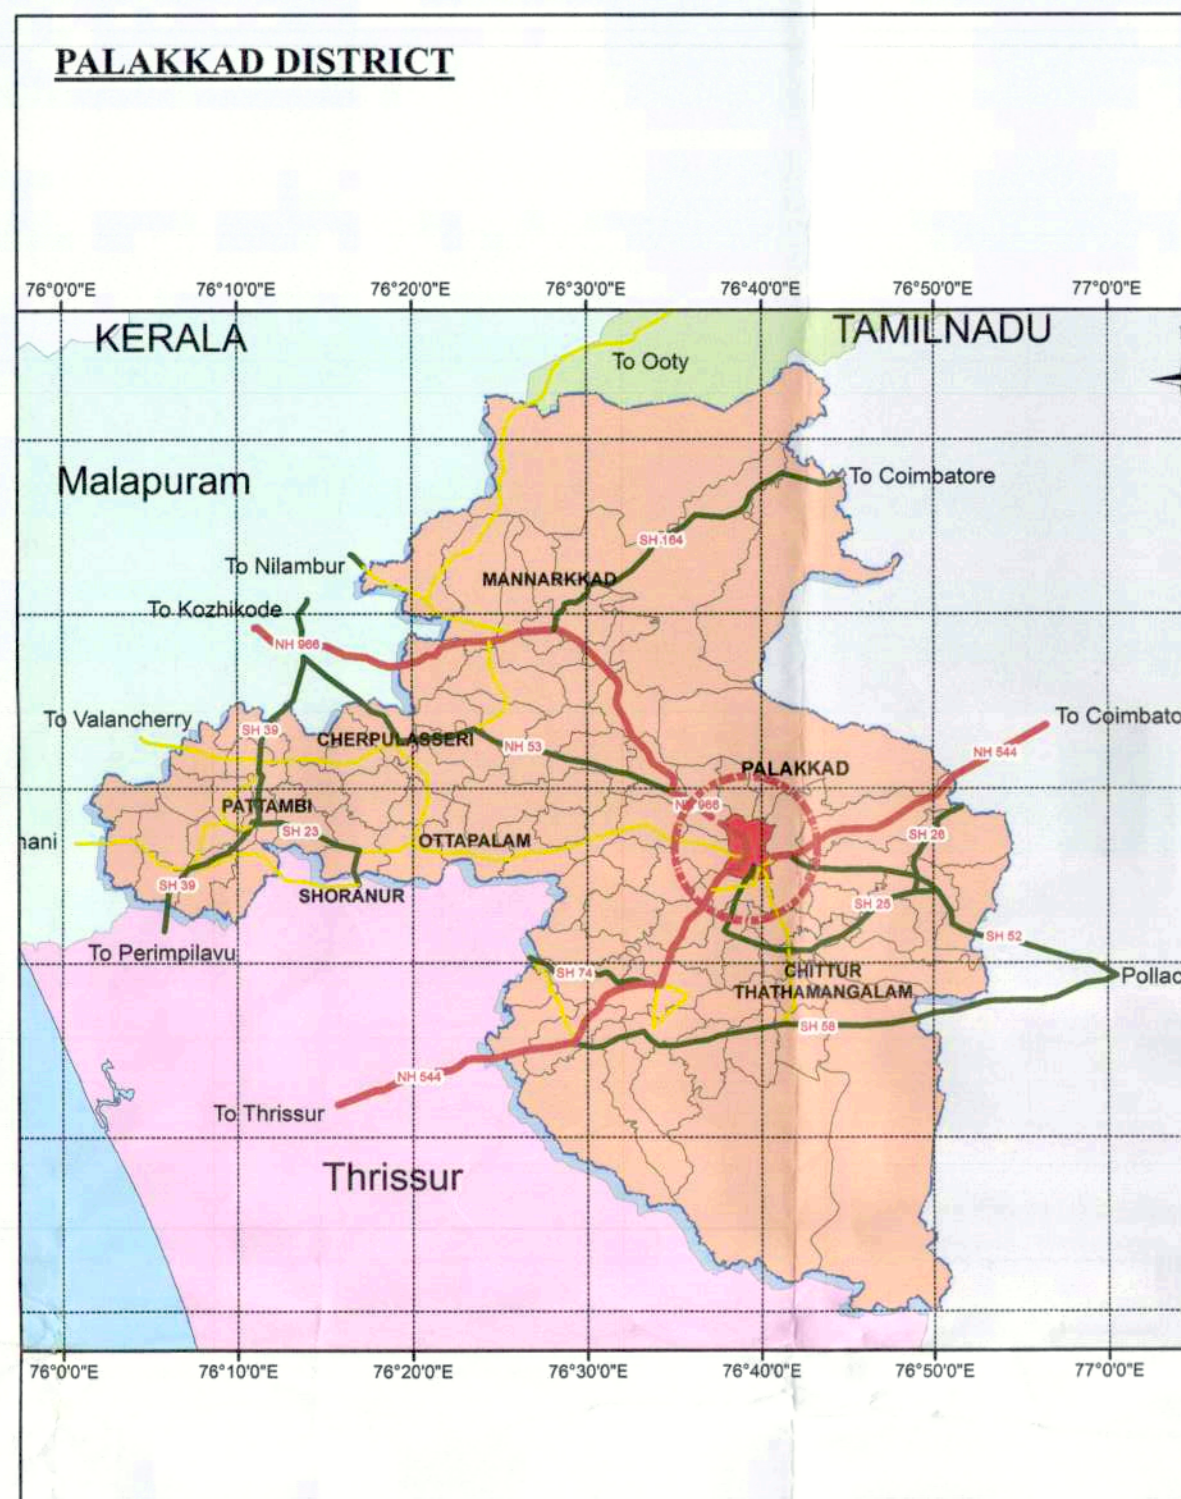 PALAKKAD DISTRICT
76°0'0"E 76°10'0"E 76°20'0"E 76°30'0"E 76°40'0"E 76°50'0"E 77°0'0"E
KERALA
TAMILNADU
To Ooty
Malapuram
To Coimbatore
SH 164
To Nilambur
MANNARKKAD
To Kozhikode
NH 966
To Valancherry
SH 39
CHERPULASSERI
NH 53
To Coimbato
NH 544
PALAKKAD
PATTAMBI
NH 966
SH 23
SH 26
nani
OTTAPALAM
SH 39
SHORANUR
SH 25
SH 52
To Perimpilavu
SH 74
CHITTUR
THATHAMANGALAM
Pollac
SH 58
NH 544
To Thrissur
Thrissur
76°0'0"E 76°10'0"E 76°20'0"E 76°30'0"E 76°40'0"E 76°50'0"E 77°0'0"E